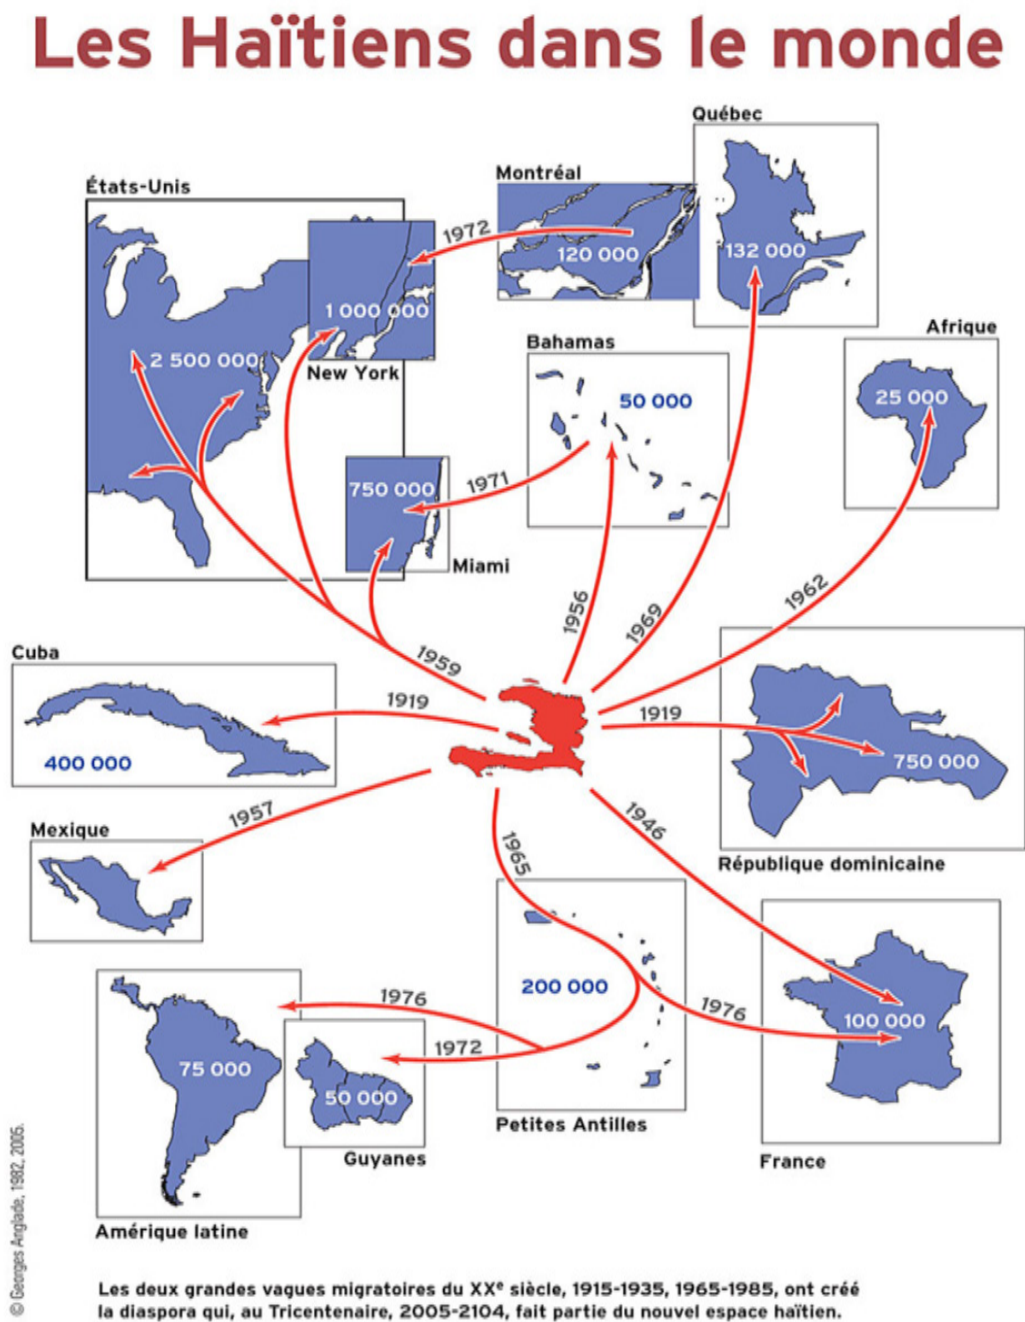 Les Haïtiens dans le monde
Québec
Montréal
États-Unis
1972
120 000
132 000
1 000 000
2 500 000
New York
Bahamas
50 000
Afrique
25 000
750 000
1971
Miami
1956
1969
1962
1959
Cuba
1919
400 000
1919
750 000
République dominicaine
1957
Mexique
1965
1946
200 000
1976
1976
100 000
75 000
1972
50 000
Petites Antilles
Guyanes
France
Amérique latine
© Georges Anglade, 1982, 2005.
Les deux grandes vagues migratoires du XXe siècle, 1915-1935, 1965-1985, ont créé
la diaspora qui, au Tricentenaire, 2005-2104, fait partie du nouvel espace haïtien.